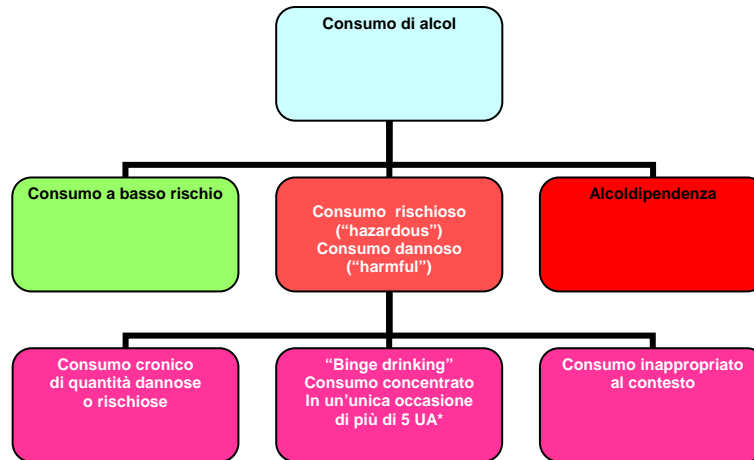 Consumo di alcol
Consumo a basso rischio
Consumo rischioso
(“hazardous”)
Consumo dannoso
(“harmful”)
Alcoldipendenza
Consumo cronico
di quantità dannose
o rischiose
“Binge drinking”
Consumo concentrato
In un’unica occasione
di più di 5 UA*
Consumo inappropriato
al contesto